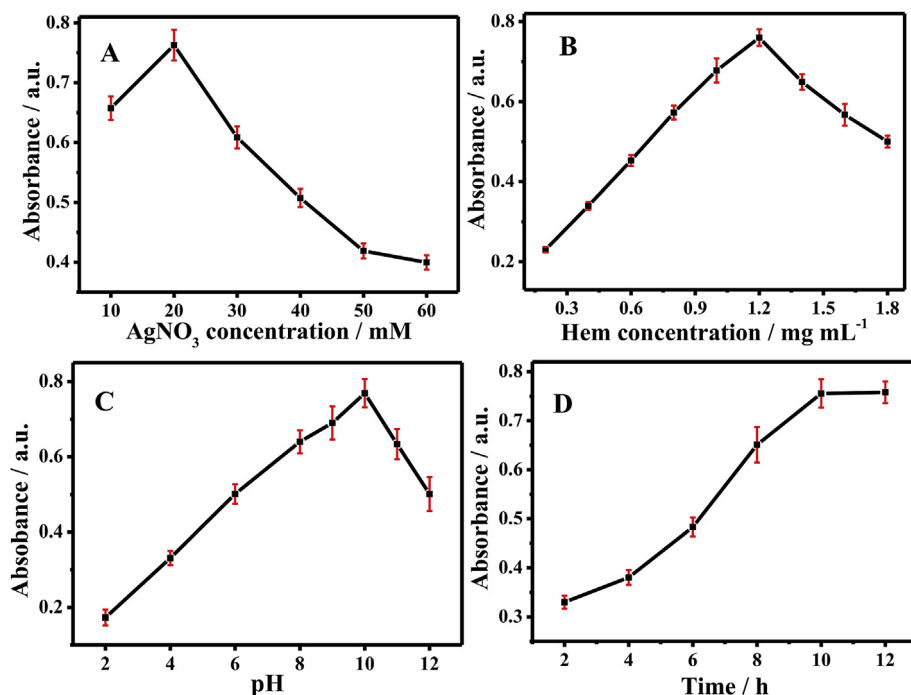 A
Absorbance / a.u.
0.8
0.7
0.6
0.5
0.4
10 20 30 40 50 60
AgNO₃ concentration / mM
B
Absorbance / a.u.
0.8
0.6
0.4
0.2
0.3 0.6 0.9 1.2 1.5 1.8
Hem concentration / mg mL⁻¹
C
Absobance / a.u.
0.8
0.6
0.4
0.2
2 4 6 8 10 12
pH
D
Absorbance / a.u.
0.8
0.7
0.6
0.5
0.4
0.3
2 4 6 8 10 12
Time / h